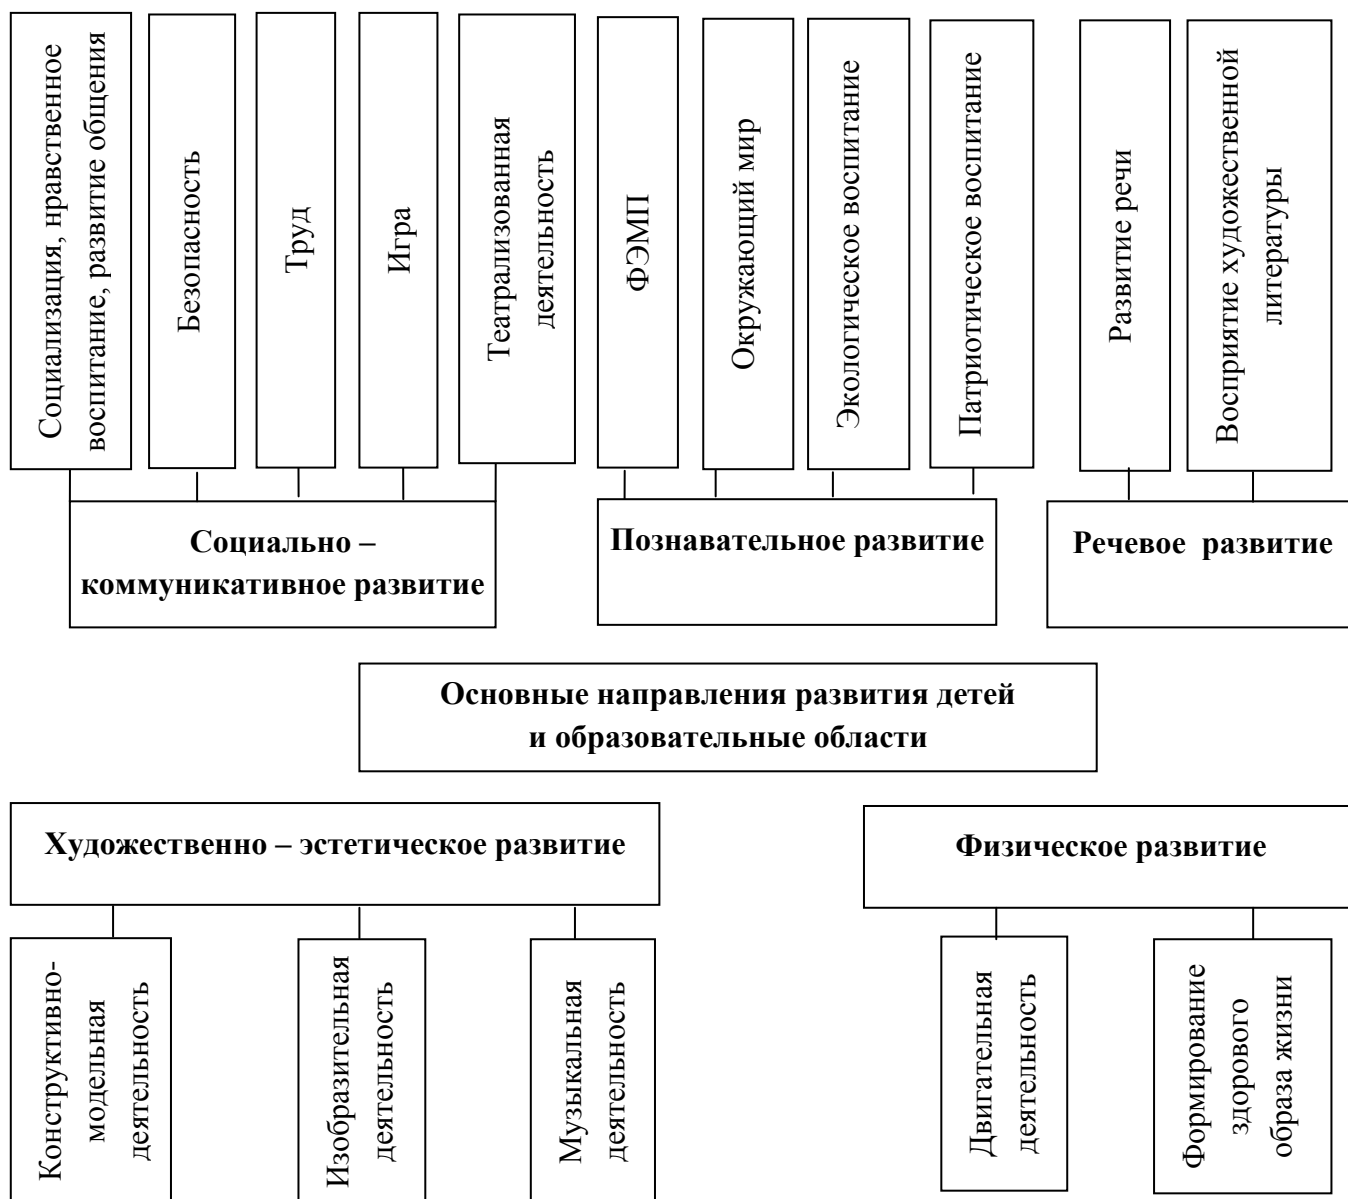 Социализация, нравственное
воспитание, развитие общения
Безопасность
Труд
Игра
Театрализованная
деятельность
ФЭМП
Окружающий мир
Экологическое воспитание
Патриотическое воспитание
Развитие речи
Восприятие художественной
литературы
Социально –
коммуникативное развитие
Познавательное развитие
Речевое развитие
Основные направления развития детей
и образовательные области
Художественно – эстетическое развитие
Физическое развитие
Конструктивно-
модельная
деятельность
Изобразительная
деятельность
Музыкальная
деятельность
Двигательная
деятельность
Формирование
здорового
образа жизни